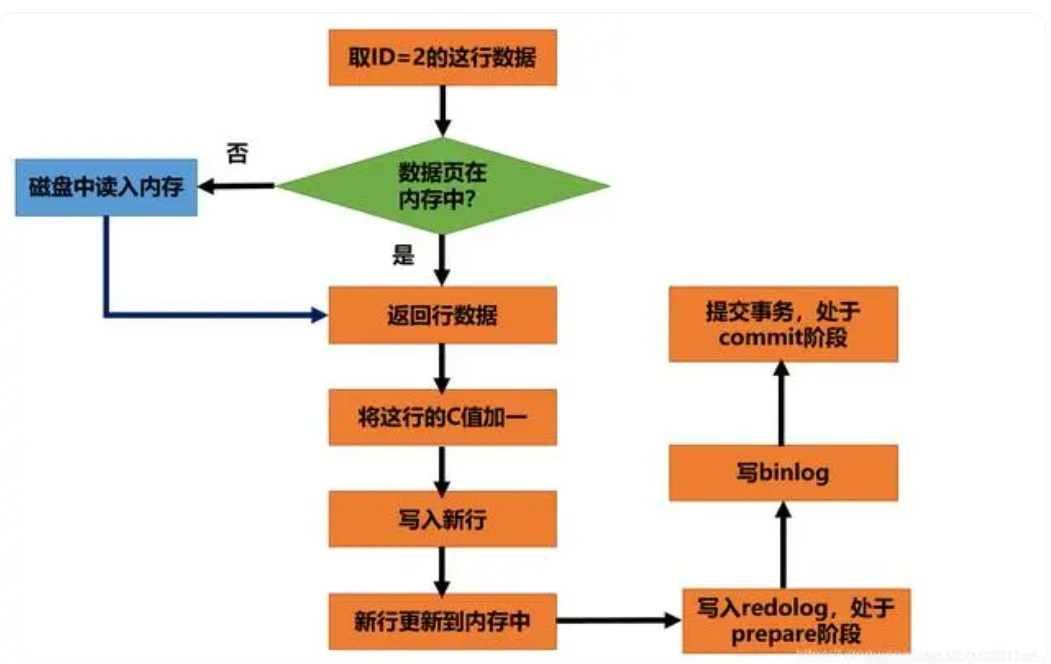 取ID=2的这行数据
否
数据页在
内存中?
磁盘中读入内存
是
返回行数据
将这行的C值加一
写入新行
新行更新到内存中
写入redolog，处于
prepare阶段
写binlog
提交事务，处于
commit阶段